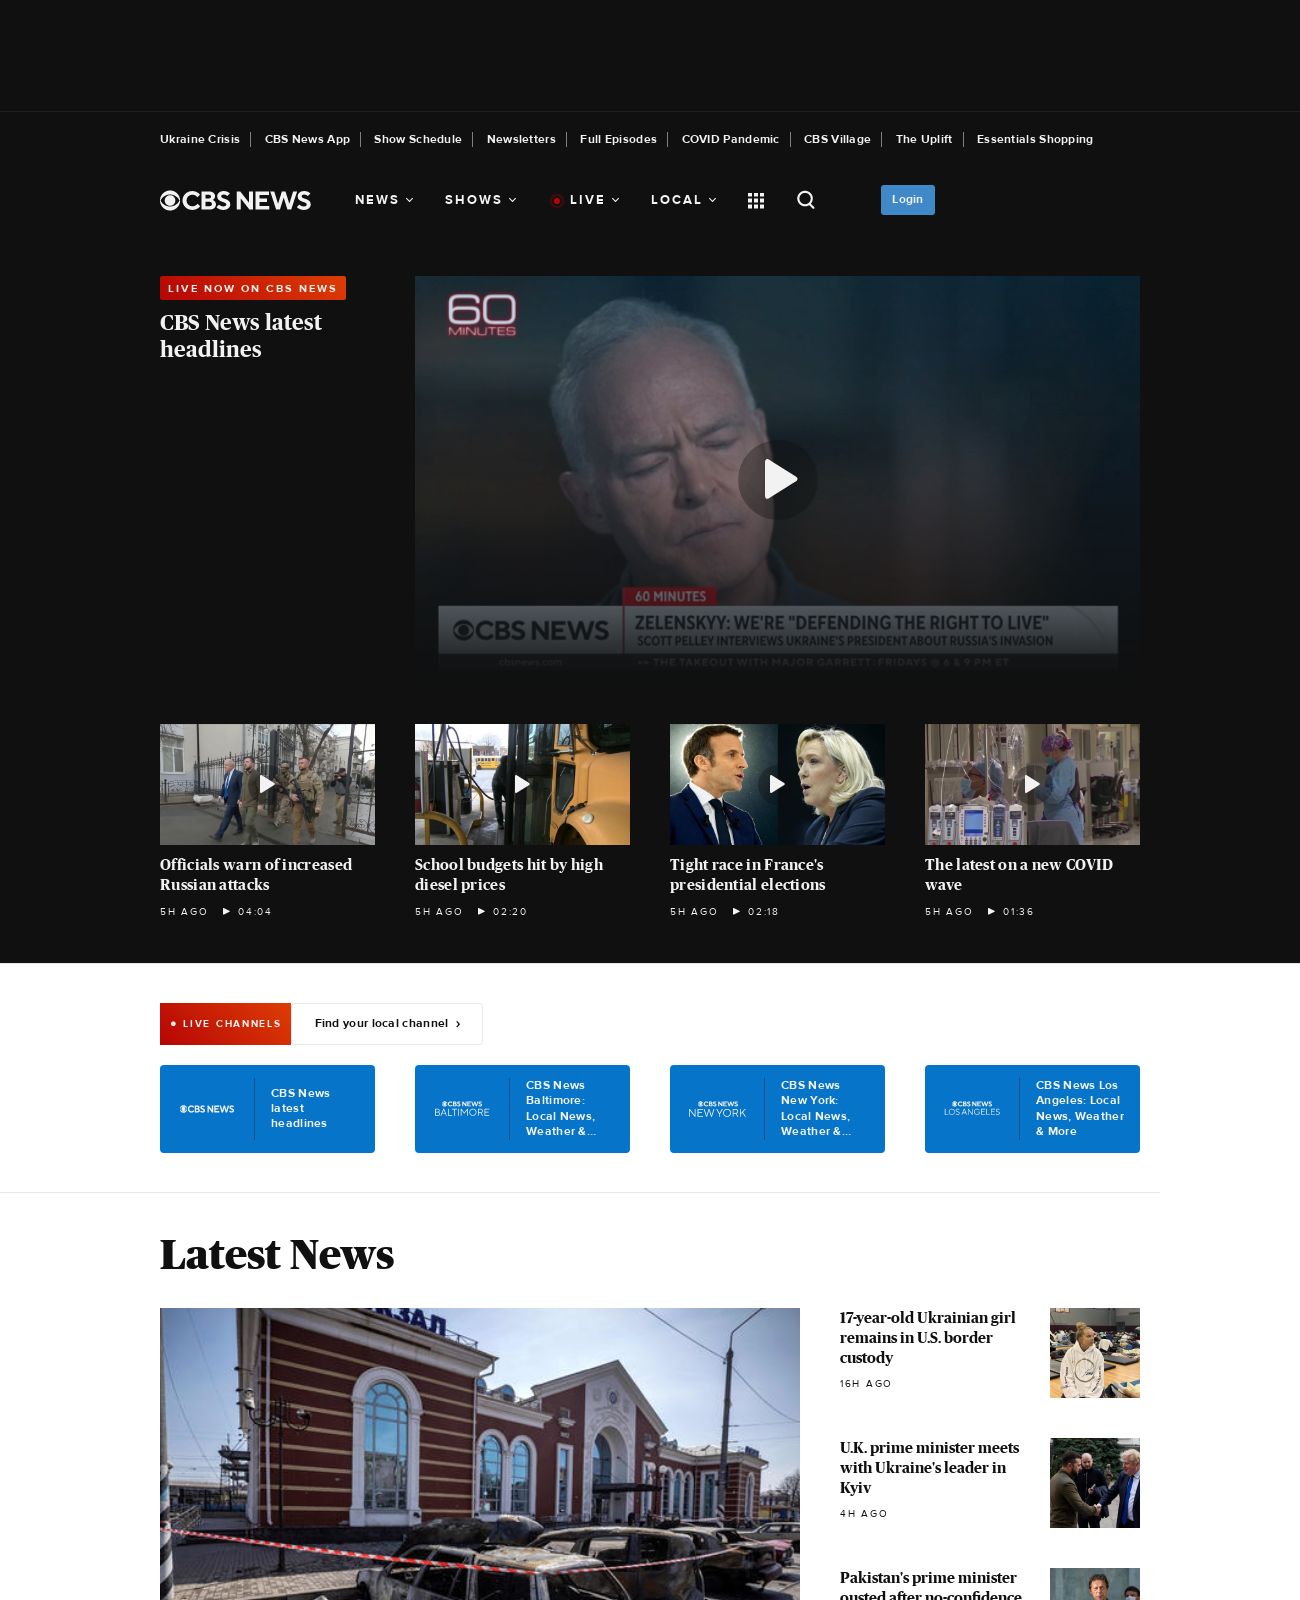 Ukraine Crisis
CBS News App
Show Schedule
Newsletters
Full Episodes
COVID Pandemic
CBS Village
The Uplift
Essentials Shopping
CBS NEWS
NEWS
SHOWS
LIVE
LOCAL
Login
LIVE NOW ON CBS NEWS
CBS News latest
headlines
60
MINUTES
60 MINUTES
CBS NEWS
ZELENSKYY: WE'RE "DEFENDING THE RIGHT TO LIVE"
SCOTT PELLEY INTERVIEWS UKRAINE'S PRESIDENT ABOUT RUSSIA'S INVASION
cbsnews.com
THE TAKEOUT WITH MAJOR GARRETT: FRIDAYS @ 6 & 9 PM ET
Officials warn of increased
Russian attacks
5H AGO
04:04
School budgets hit by high
diesel prices
5H AGO
02:20
Tight race in France's
presidential elections
5H AGO
02:18
The latest on a new COVID
wave
5H AGO
01:36
LIVE CHANNELS
Find your local channel ›
CBS NEWS
CBS News
latest
headlines
CBS NEWS
BALTIMORE
CBS News
Baltimore:
Local News,
Weather &...
CBS NEWS
NEW YORK
CBS News
New York:
Local News,
Weather &...
CBS NEWS
LOS ANGELES
CBS News Los
Angeles: Local
News, Weather
& More
Latest News
17-year-old Ukrainian girl
remains in U.S. border
custody
16H AGO
U.K. prime minister meets
with Ukraine's leader in
Kyiv
4H AGO
Pakistan's prime minister
ousted after no-confidence